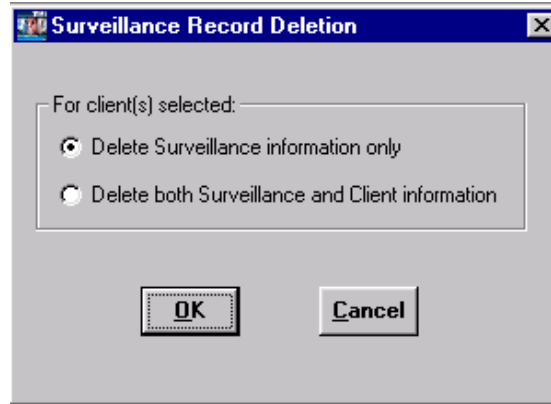 Surveillance Record Deletion
For client(s) selected:
Delete Surveillance information only
Delete both Surveillance and Client information
OK
Cancel